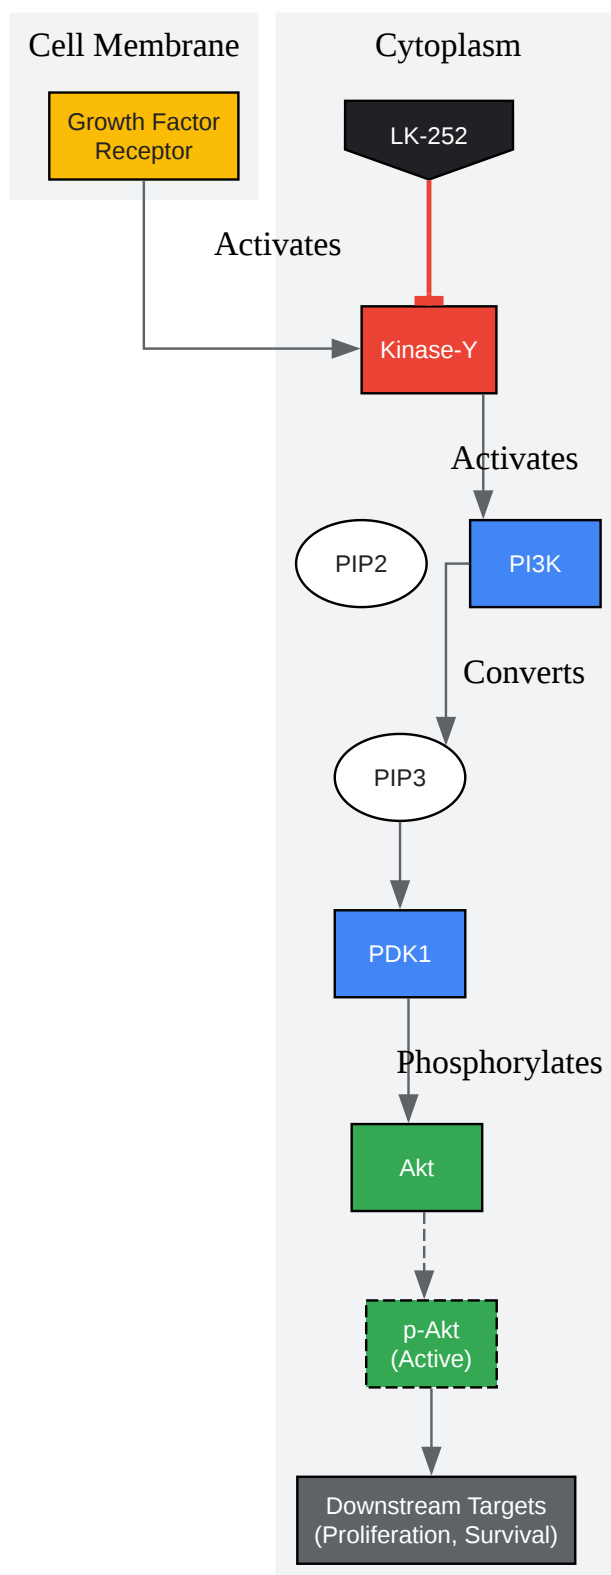 Cell Membrane
Cytoplasm
Growth Factor
Receptor
LK-252
Activates
Kinase-Y
Activates
PIP2
PI3K
Converts
PIP3
PDK1
Phosphorylates
Akt
p-Akt
(Active)
Downstream Targets
(Proliferation, Survival)